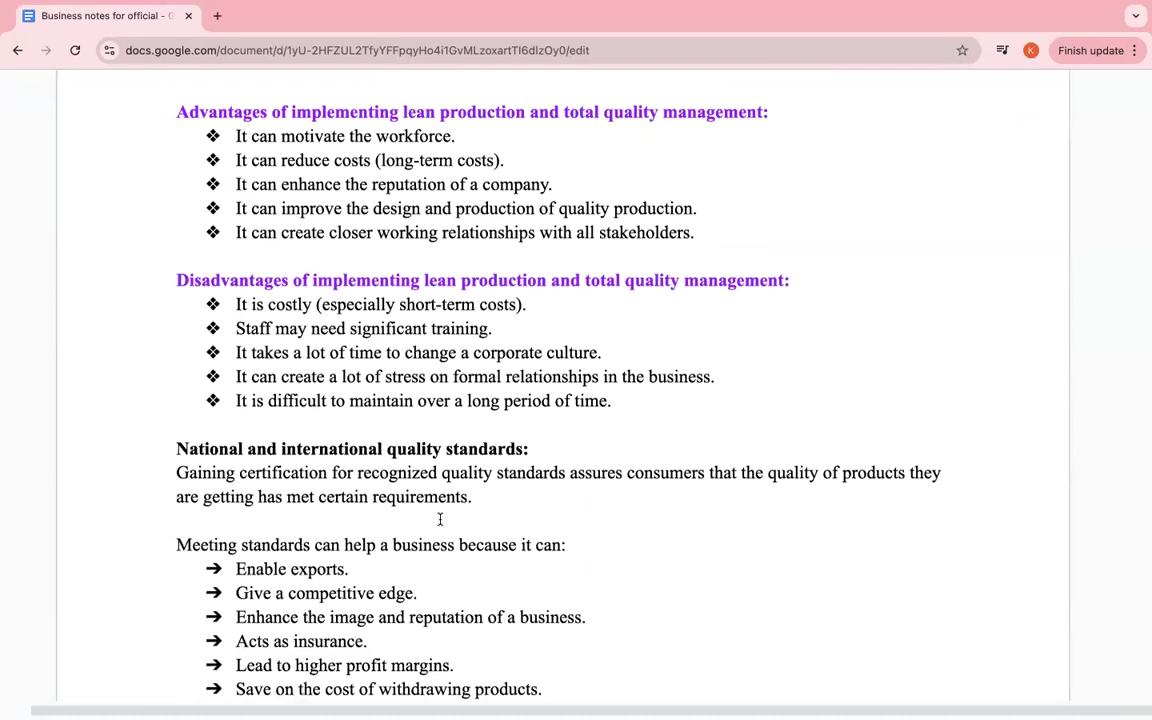 Business notes for official - G
docs.google.com/document/d/1yU-2HFZUL2TfyYFFpqyHo4i1GvMLzoxartTI6dIzOy0/edit
K
Finish update
Advantages of implementing lean production and total quality management:
❖ It can motivate the workforce.
❖ It can reduce costs (long-term costs).
❖ It can enhance the reputation of a company.
❖ It can improve the design and production of quality production.
❖ It can create closer working relationships with all stakeholders.
Disadvantages of implementing lean production and total quality management:
❖ It is costly (especially short-term costs).
❖ Staff may need significant training.
❖ It takes a lot of time to change a corporate culture.
❖ It can create a lot of stress on formal relationships in the business.
❖ It is difficult to maintain over a long period of time.
National and international quality standards:
Gaining certification for recognized quality standards assures consumers that the quality of products they
are getting has met certain requirements.
Meeting standards can help a business because it can:
➔ Enable exports.
➔ Give a competitive edge.
➔ Enhance the image and reputation of a business.
➔ Acts as insurance.
➔ Lead to higher profit margins.
➔ Save on the cost of withdrawing products.